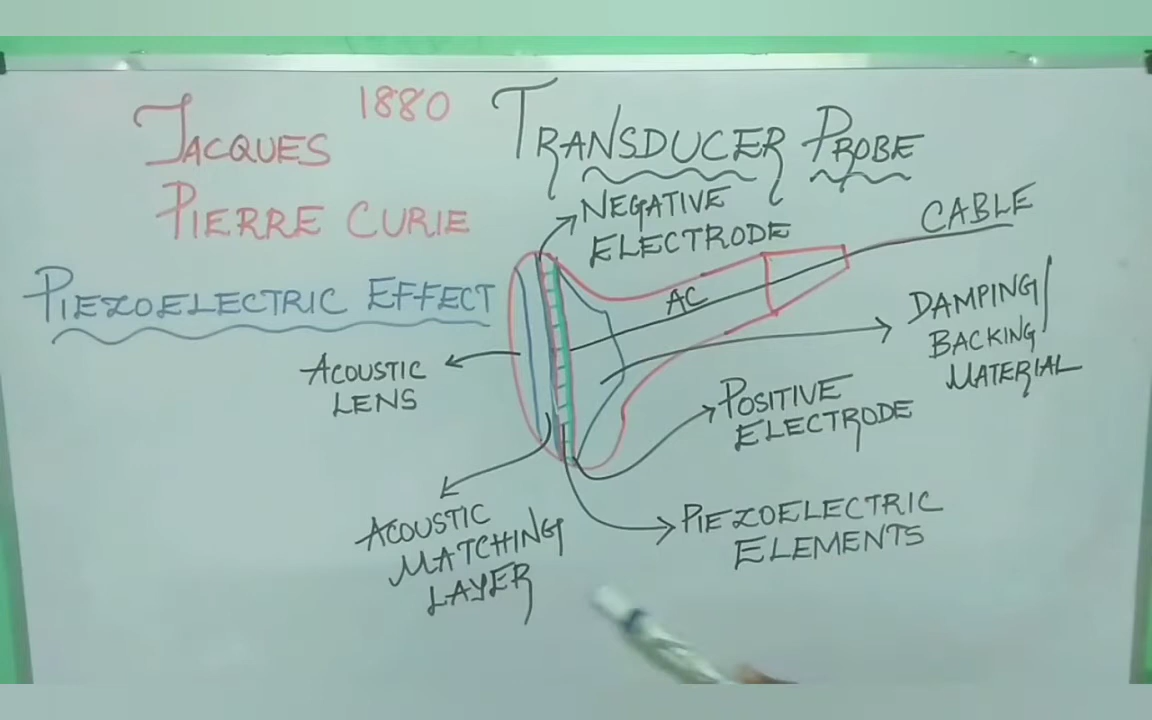 1880
JACQUES
PIERRE CURIE
PIEZOELECTRIC EFFECT
TRANSDUCER PROBE
NEGATIVE
ELECTRODE
CABLE
AC
DAMPING/
BACKING
MATERIAL
ACOUSTIC
LENS
POSITIVE
ELECTRODE
ACOUSTIC
MATCHING
LAYER
PIEZOELECTRIC
ELEMENTS